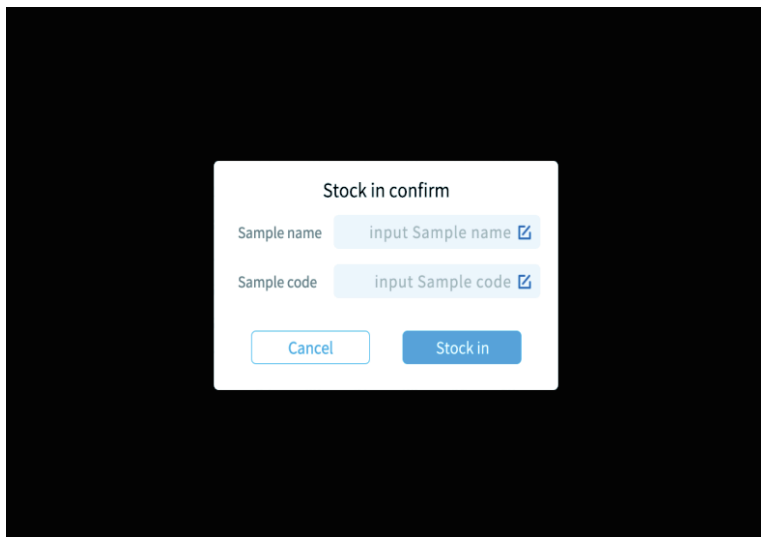 Stock in confirm
Sample name input Sample name
Sample code input Sample code
Cancel Stock in